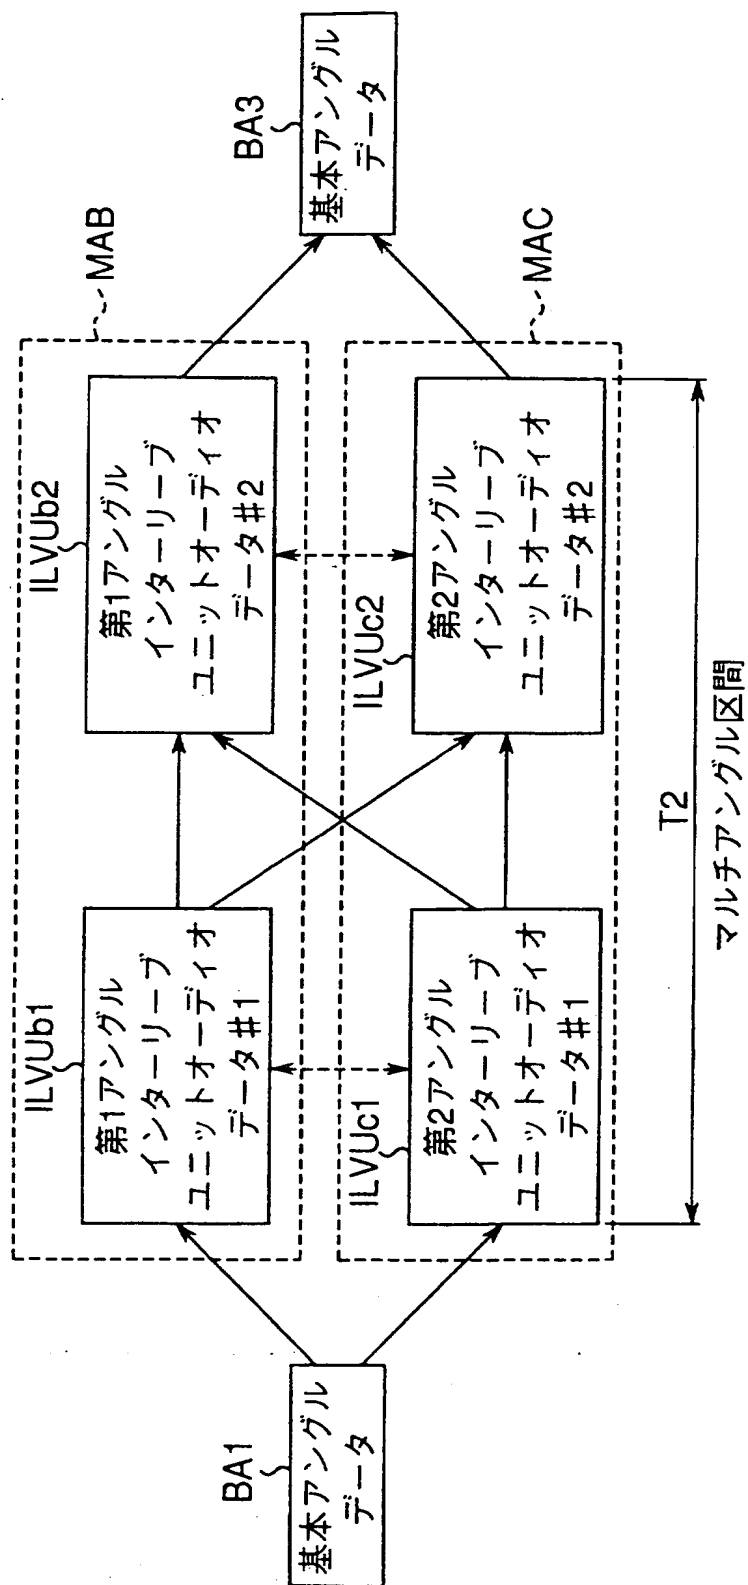 BA1
基本アングル
データ
MAB
ILVUb1
第1アングル
インターリーブ
ユニットオーディオ
データ#1
ILVUb2
第1アングル
インターリーブ
ユニットオーディオ
データ#2
MAC
ILVUc1
第2アングル
インターリーブ
ユニットオーディオ
データ#1
ILVUc2
第2アングル
インターリーブ
ユニットオーディオ
データ#2
BA3
基本アングル
データ
T2
マルチアングル区間